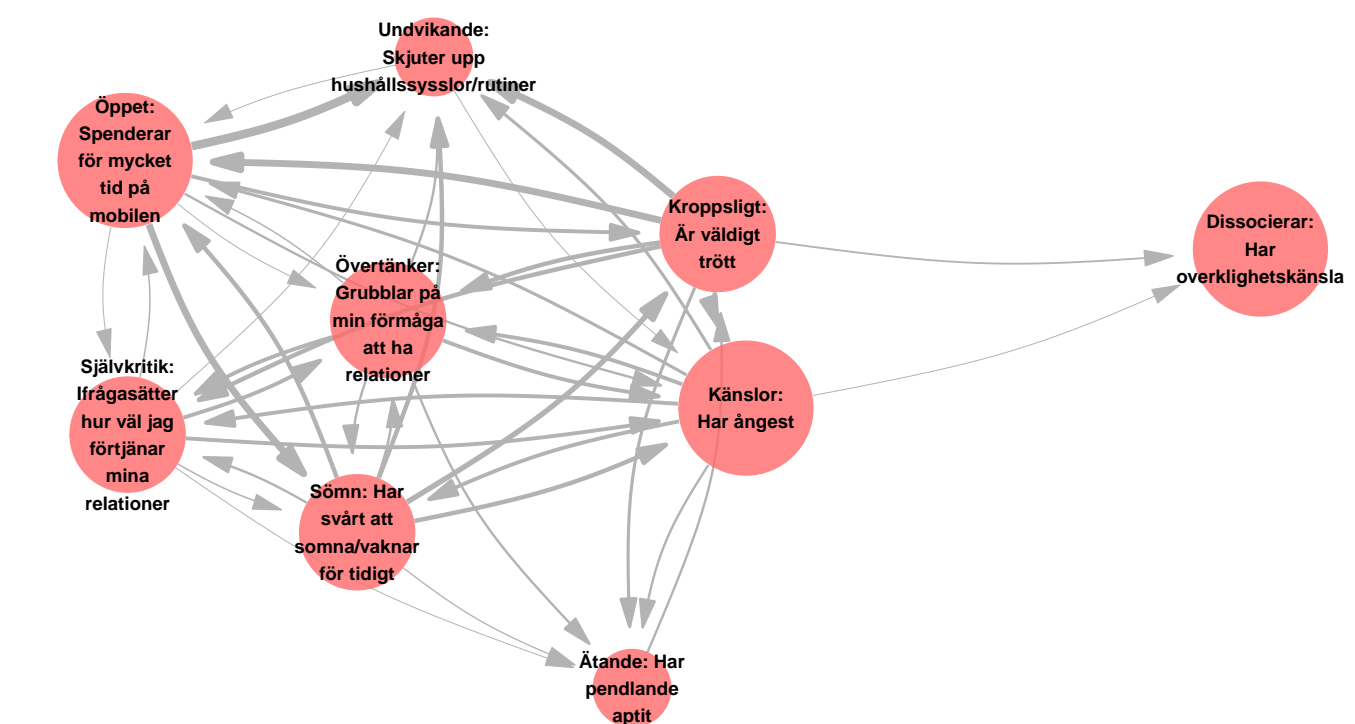 Undvikande:
Skjuter upp
hushållssysslor/rutiner
Öppet:
Spenderar
för mycket
tid på
mobilen
Kroppsligt:
Är väldigt
trött
Dissocierar:
Har
overklighetskänsla
Övertänker:
Grubblar på
min förmåga
att ha
relationer
Självkritik:
Ifrågasätter
hur väl jag
förtjänar
mina
relationer
Känslor:
Har ångest
Sömn: Har
svårt att
somna/vaknar
för tidigt
Ätande: Har
pendlande
aptit